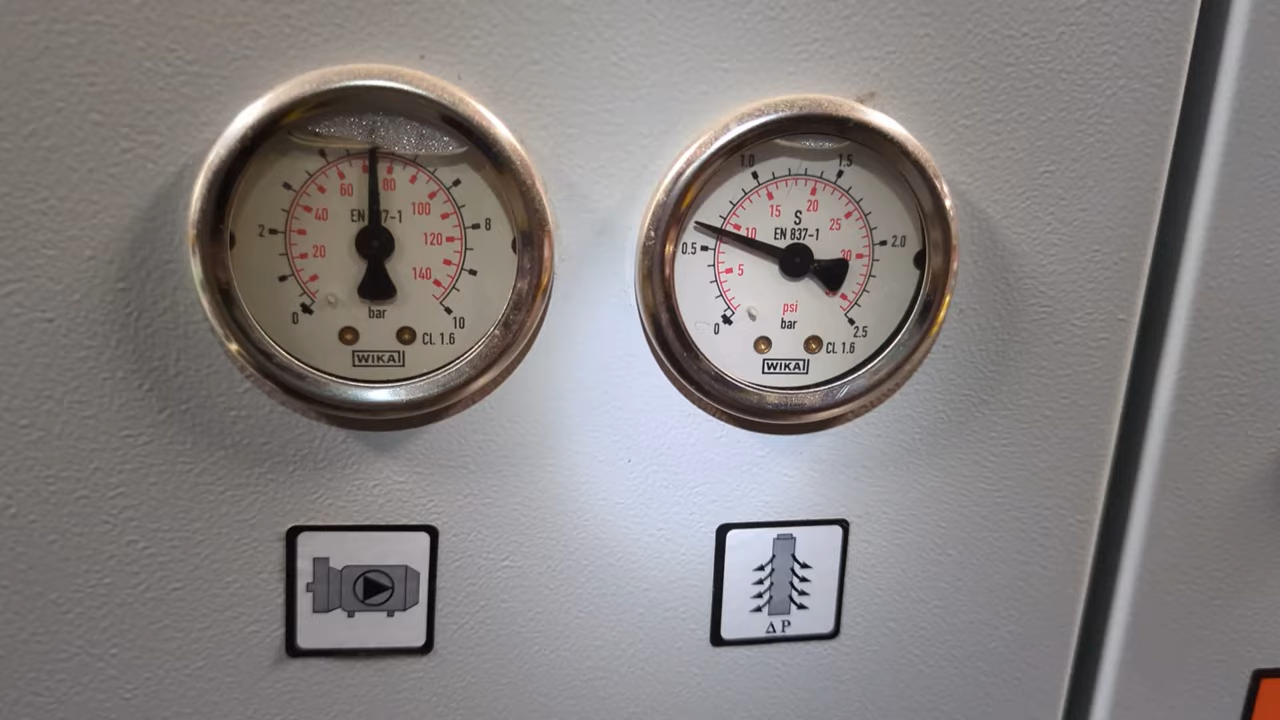 60 80
40 100
EN 7-1
2 8
20 120
140
bar
0 10
CL 1.6
WIKA
1.0 1.5
15 20
S
10 25
EN 837-1
0.5 2.0
5 30
psi
bar
0 2.5
CL 1.6
WIKA
ΔP